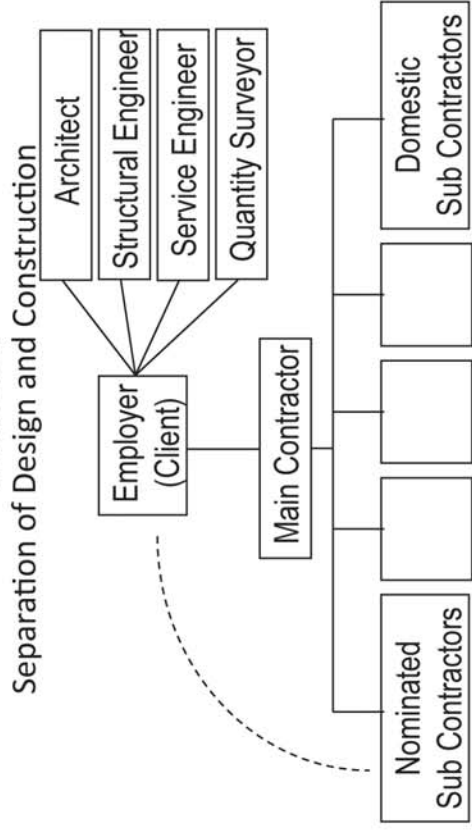 Separation of Design and Construction
Architect
Structural Engineer
Service Engineer
Quantity Surveyor
Employer
(Client)
Main Contractor
Nominated
Sub Contractors
Domestic
Sub Contractors